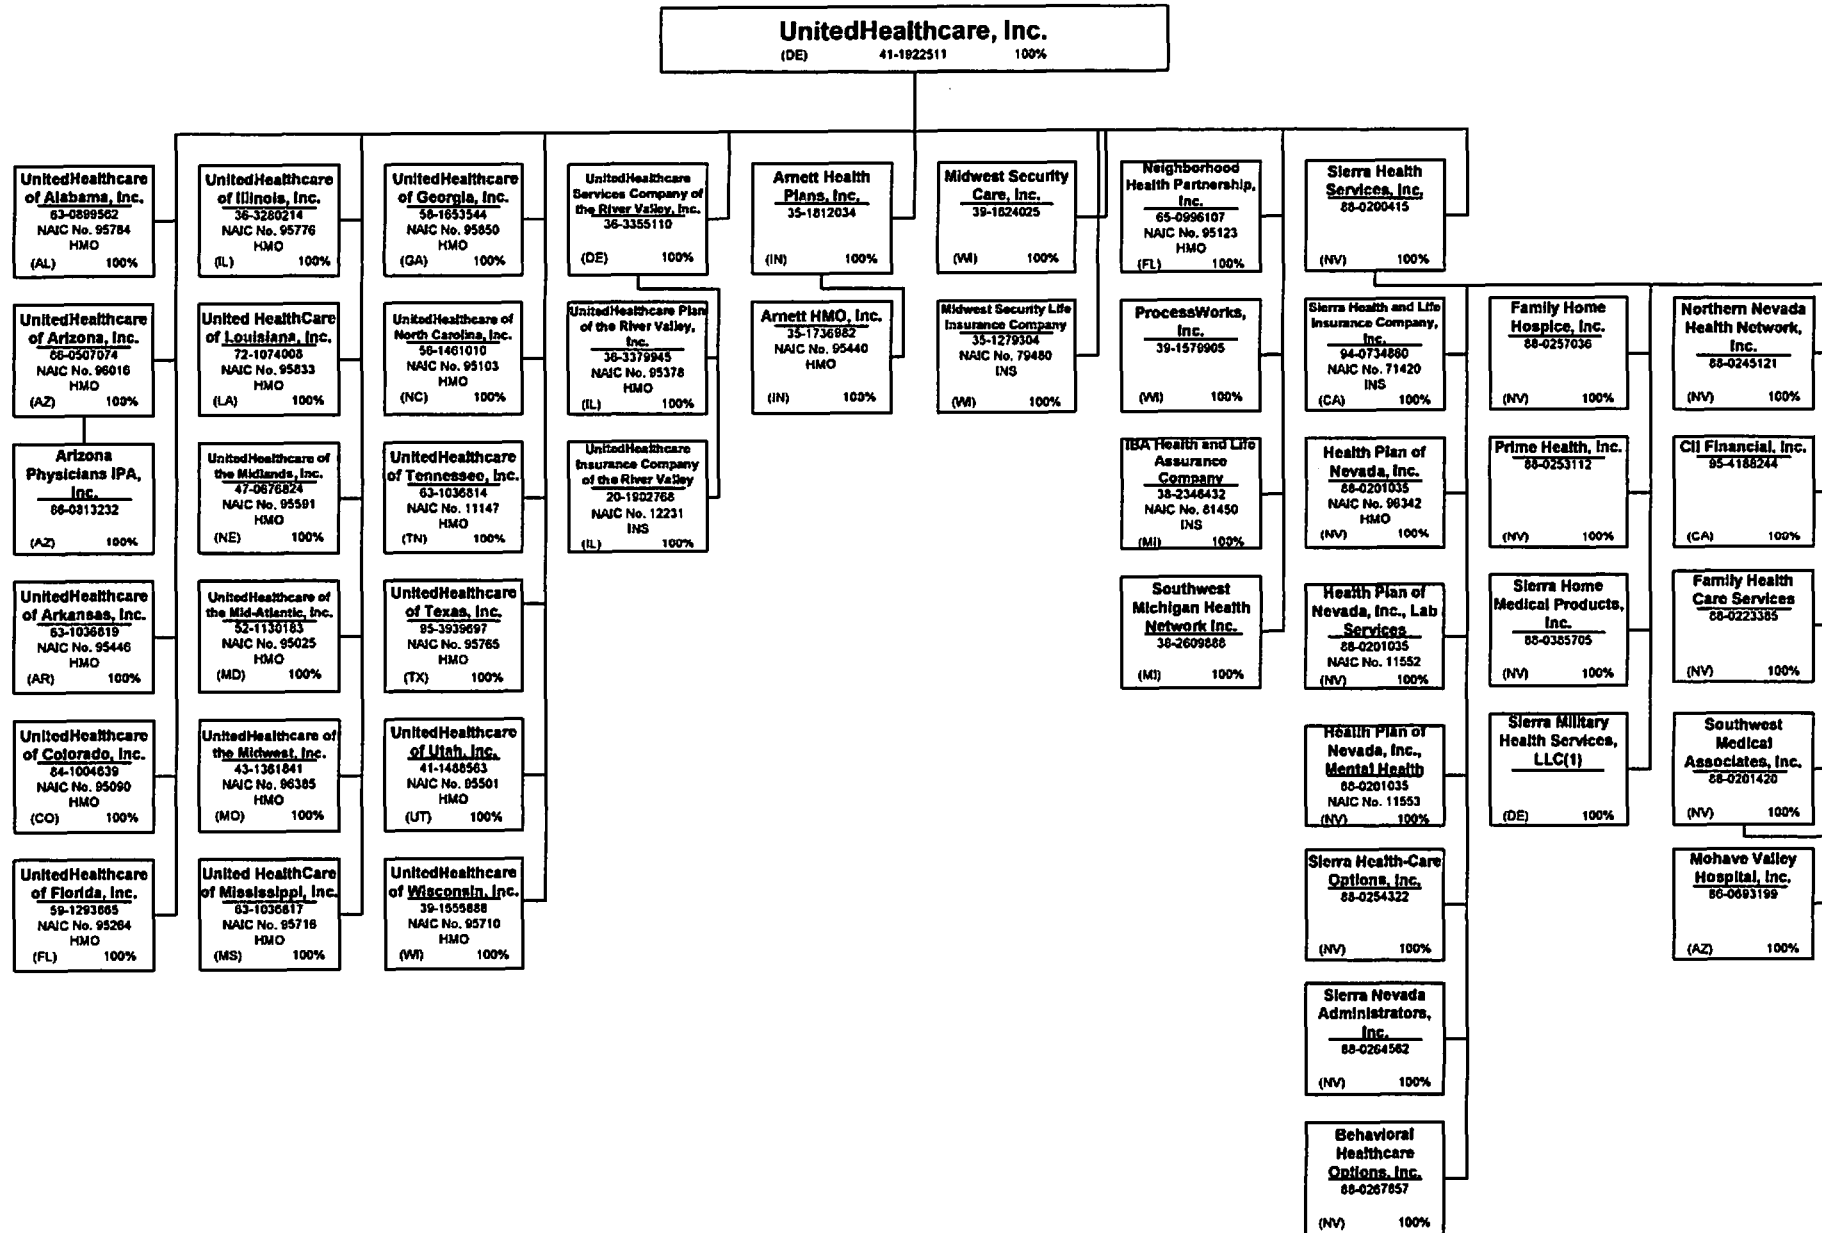 UnitedHealthcare, Inc.
(DE) 41-1922511 100%
UnitedHealthcare
of Alabama, Inc.
63-0899562
NAIC No. 95784
HMO
(AL) 100%
UnitedHealthcare
of Arizona, Inc.
86-0507074
NAIC No. 96016
HMO
(AZ) 100%
Arizona
Physicians IPA,
Inc.
86-0813232
(AZ) 100%
UnitedHealthcare
of Arkansas, Inc.
63-1036819
NAIC No. 95446
HMO
(AR) 100%
UnitedHealthcare
of Colorado, Inc.
84-1004639
NAIC No. 95090
HMO
(CO) 100%
UnitedHealthcare
of Florida, Inc.
59-1293865
NAIC No. 95264
HMO
(FL) 100%
UnitedHealthcare
of Illinois, Inc.
36-3280214
NAIC No. 95776
HMO
(IL) 100%
United HealthCare
of Louisiana, Inc.
72-1074008
NAIC No. 95833
HMO
(LA) 100%
UnitedHealthcare of
the Midlands, Inc.
47-0676824
NAIC No. 95591
HMO
(NE) 100%
UnitedHealthcare of
the Mid-Atlantic, Inc.
52-1130183
NAIC No. 95025
HMO
(MD) 100%
UnitedHealthcare of
the Midwest, Inc.
43-1361841
NAIC No. 96385
HMO
(MO) 100%
United HealthCare
of Mississippi, Inc.
63-1036817
NAIC No. 95716
HMO
(MS) 100%
UnitedHealthcare
of Georgia, Inc.
58-1653544
NAIC No. 95850
HMO
(GA) 100%
UnitedHealthcare of
North Carolina, Inc.
56-1461010
NAIC No. 95103
HMO
(NC) 100%
UnitedHealthcare
of Tennessee, Inc.
63-1036814
NAIC No. 11147
HMO
(TN) 100%
UnitedHealthcare
of Texas, Inc.
95-3939697
NAIC No. 95765
HMO
(TX) 100%
UnitedHealthcare
of Utah, Inc.
41-1488563
NAIC No. 95501
HMO
(UT) 100%
UnitedHealthcare
of Wisconsin, Inc.
39-1555888
NAIC No. 95710
HMO
(WI) 100%
UnitedHealthcare
Services Company of
the River Valley, Inc.
36-3355110
(DE) 100%
UnitedHealthcare Plan
of the River Valley,
Inc.
36-3379945
NAIC No. 95378
HMO
(IL) 100%
UnitedHealthcare
Insurance Company
of the River Valley
20-1902768
NAIC No. 12231
INS
(IL) 100%
Arnett Health
Plans, Inc.
35-1812034
(IN) 100%
Arnett HMO, Inc.
35-1736982
NAIC No. 95440
HMO
(IN) 100%
Midwest Security
Care, Inc.
39-1824025
(WI) 100%
Midwest Security Life
Insurance Company
35-1279304
NAIC No. 79480
INS
(WI) 100%
Neighborhood
Health Partnership,
Inc.
65-0996107
NAIC No. 95123
HMO
(FL) 100%
ProcessWorks,
Inc.
39-1579905
(WI) 100%
IBA Health and Life
Assurance
Company
38-2346432
NAIC No. 81450
INS
(MI) 100%
Southwest
Michigan Health
Network Inc.
38-2609888
(MI) 100%
Sierra Health
Services, Inc.
88-0200415
(NV) 100%
Sierra Health and Life
Insurance Company,
Inc.
94-0734860
NAIC No. 71420
INS
(CA) 100%
Health Plan of
Nevada, Inc.
88-0201035
NAIC No. 96342
HMO
(NV) 100%
Health Plan of
Nevada, Inc., Lab
Services
88-0201035
NAIC No. 11552
(NV) 100%
Health Plan of
Nevada, Inc.,
Mental Health
88-0201035
NAIC No. 11553
(NV) 100%
Sierra Health-Care
Options, Inc.
88-0254322
(NV) 100%
Sierra Nevada
Administrators,
Inc.
88-0264562
(NV) 100%
Behavioral
Healthcare
Options, Inc.
88-0267857
(NV) 100%
Family Home
Hospice, Inc.
88-0257036
(NV) 100%
Prime Health, Inc.
88-0253112
(NV) 100%
Sierra Home
Medical Products,
Inc.
88-0385705
(NV) 100%
Sierra Military
Health Services,
LLC(1)
(DE) 100%
Northern Nevada
Health Network,
Inc.
88-0245121
(NV) 100%
CII Financial, Inc.
95-4188244
(CA) 100%
Family Health
Care Services
88-0223385
(NV) 100%
Southwest
Medical
Associates, Inc.
88-0201420
(NV) 100%
Mohave Valley
Hospital, Inc.
86-0693199
(AZ) 100%